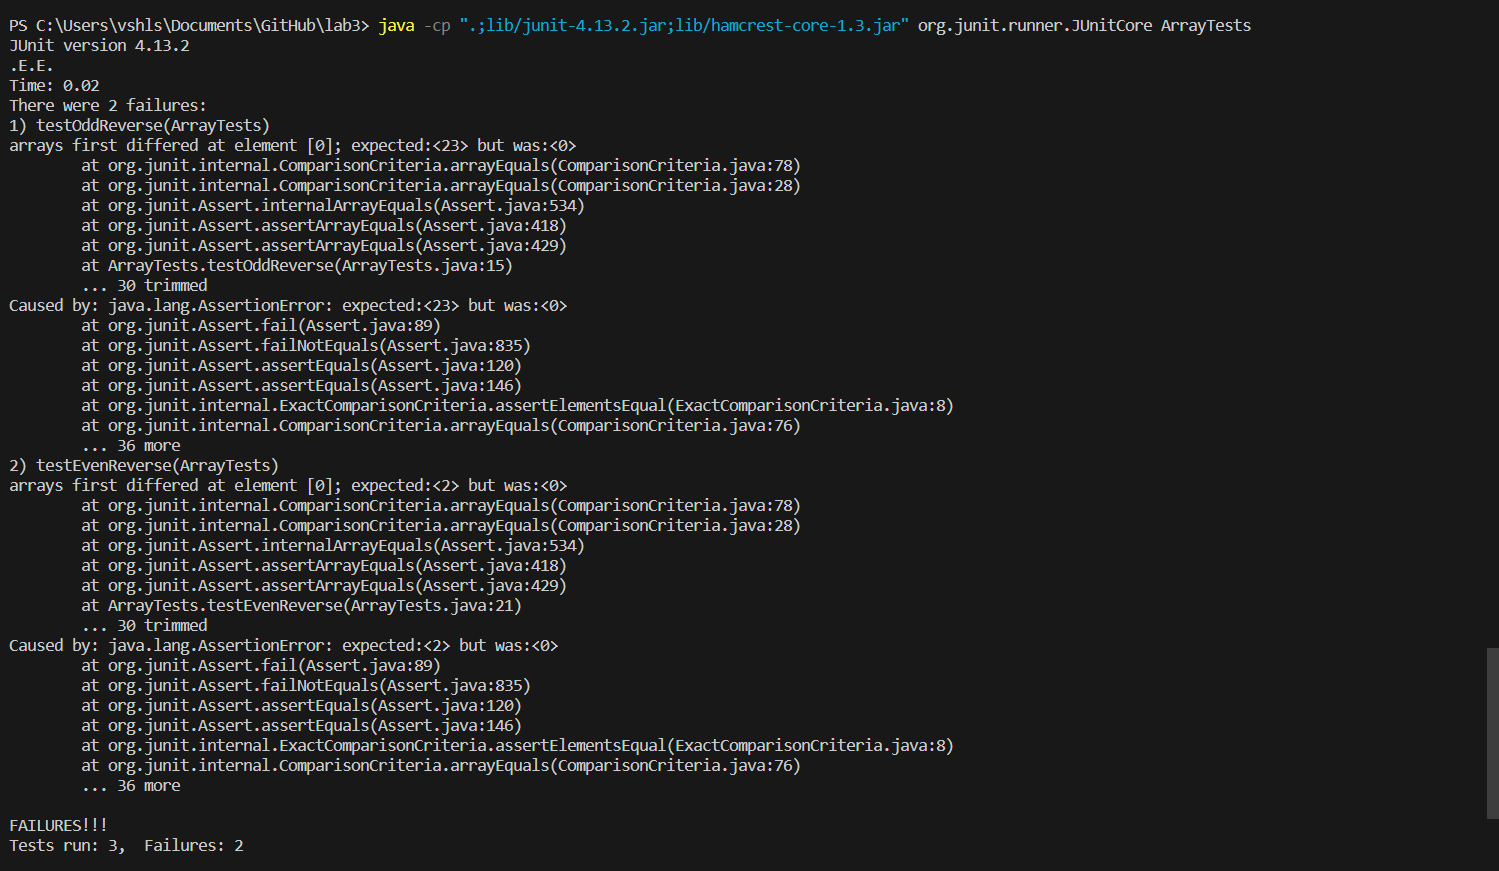 PS C:\Users\vshls\Documents\GitHub\lab3> java -cp ".;lib/junit-4.13.2.jar;lib/hamcrest-core-1.3.jar" org.junit.runner.JUnitCore ArrayTests
JUnit version 4.13.2
.E.E.
Time: 0.02
There were 2 failures:
1) testOddReverse(ArrayTests)
arrays first differed at element [0]; expected:<23> but was:<0>
        at org.junit.internal.ComparisonCriteria.arrayEquals(ComparisonCriteria.java:78)
        at org.junit.internal.ComparisonCriteria.arrayEquals(ComparisonCriteria.java:28)
        at org.junit.Assert.internalArrayEquals(Assert.java:534)
        at org.junit.Assert.assertArrayEquals(Assert.java:418)
        at org.junit.Assert.assertArrayEquals(Assert.java:429)
        at ArrayTests.testOddReverse(ArrayTests.java:15)
        ... 30 trimmed
Caused by: java.lang.AssertionError: expected:<23> but was:<0>
        at org.junit.Assert.fail(Assert.java:89)
        at org.junit.Assert.failNotEquals(Assert.java:835)
        at org.junit.Assert.assertEquals(Assert.java:120)
        at org.junit.Assert.assertEquals(Assert.java:146)
        at org.junit.internal.ExactComparisonCriteria.assertElementsEqual(ExactComparisonCriteria.java:8)
        at org.junit.internal.ComparisonCriteria.arrayEquals(ComparisonCriteria.java:76)
        ... 36 more
2) testEvenReverse(ArrayTests)
arrays first differed at element [0]; expected:<2> but was:<0>
        at org.junit.internal.ComparisonCriteria.arrayEquals(ComparisonCriteria.java:78)
        at org.junit.internal.ComparisonCriteria.arrayEquals(ComparisonCriteria.java:28)
        at org.junit.Assert.internalArrayEquals(Assert.java:534)
        at org.junit.Assert.assertArrayEquals(Assert.java:418)
        at org.junit.Assert.assertArrayEquals(Assert.java:429)
        at ArrayTests.testEvenReverse(ArrayTests.java:21)
        ... 30 trimmed
Caused by: java.lang.AssertionError: expected:<2> but was:<0>
        at org.junit.Assert.fail(Assert.java:89)
        at org.junit.Assert.failNotEquals(Assert.java:835)
        at org.junit.Assert.assertEquals(Assert.java:120)
        at org.junit.Assert.assertEquals(Assert.java:146)
        at org.junit.internal.ExactComparisonCriteria.assertElementsEqual(ExactComparisonCriteria.java:8)
        at org.junit.internal.ComparisonCriteria.arrayEquals(ComparisonCriteria.java:76)
        ... 36 more

FAILURES!!!
Tests run: 3,  Failures: 2